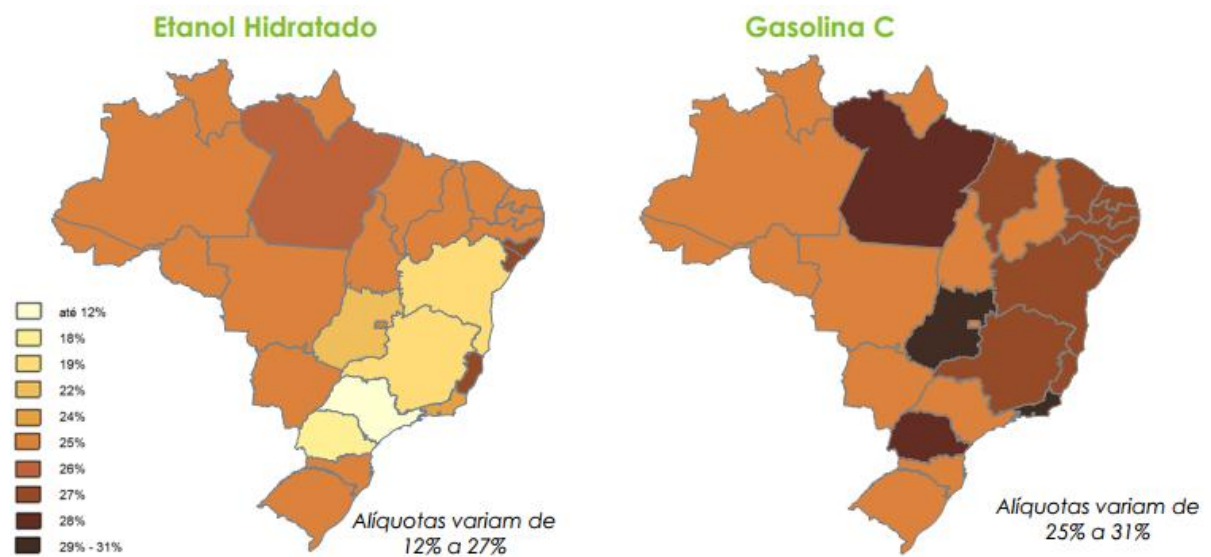 Etanol Hidratado
Gasolina C
até 12%
18%
19%
22%
24%
25%
26%
27%
28%
29% - 31%
Alíquotas variam de
12% a 27%
Alíquotas variam de
25% a 31%